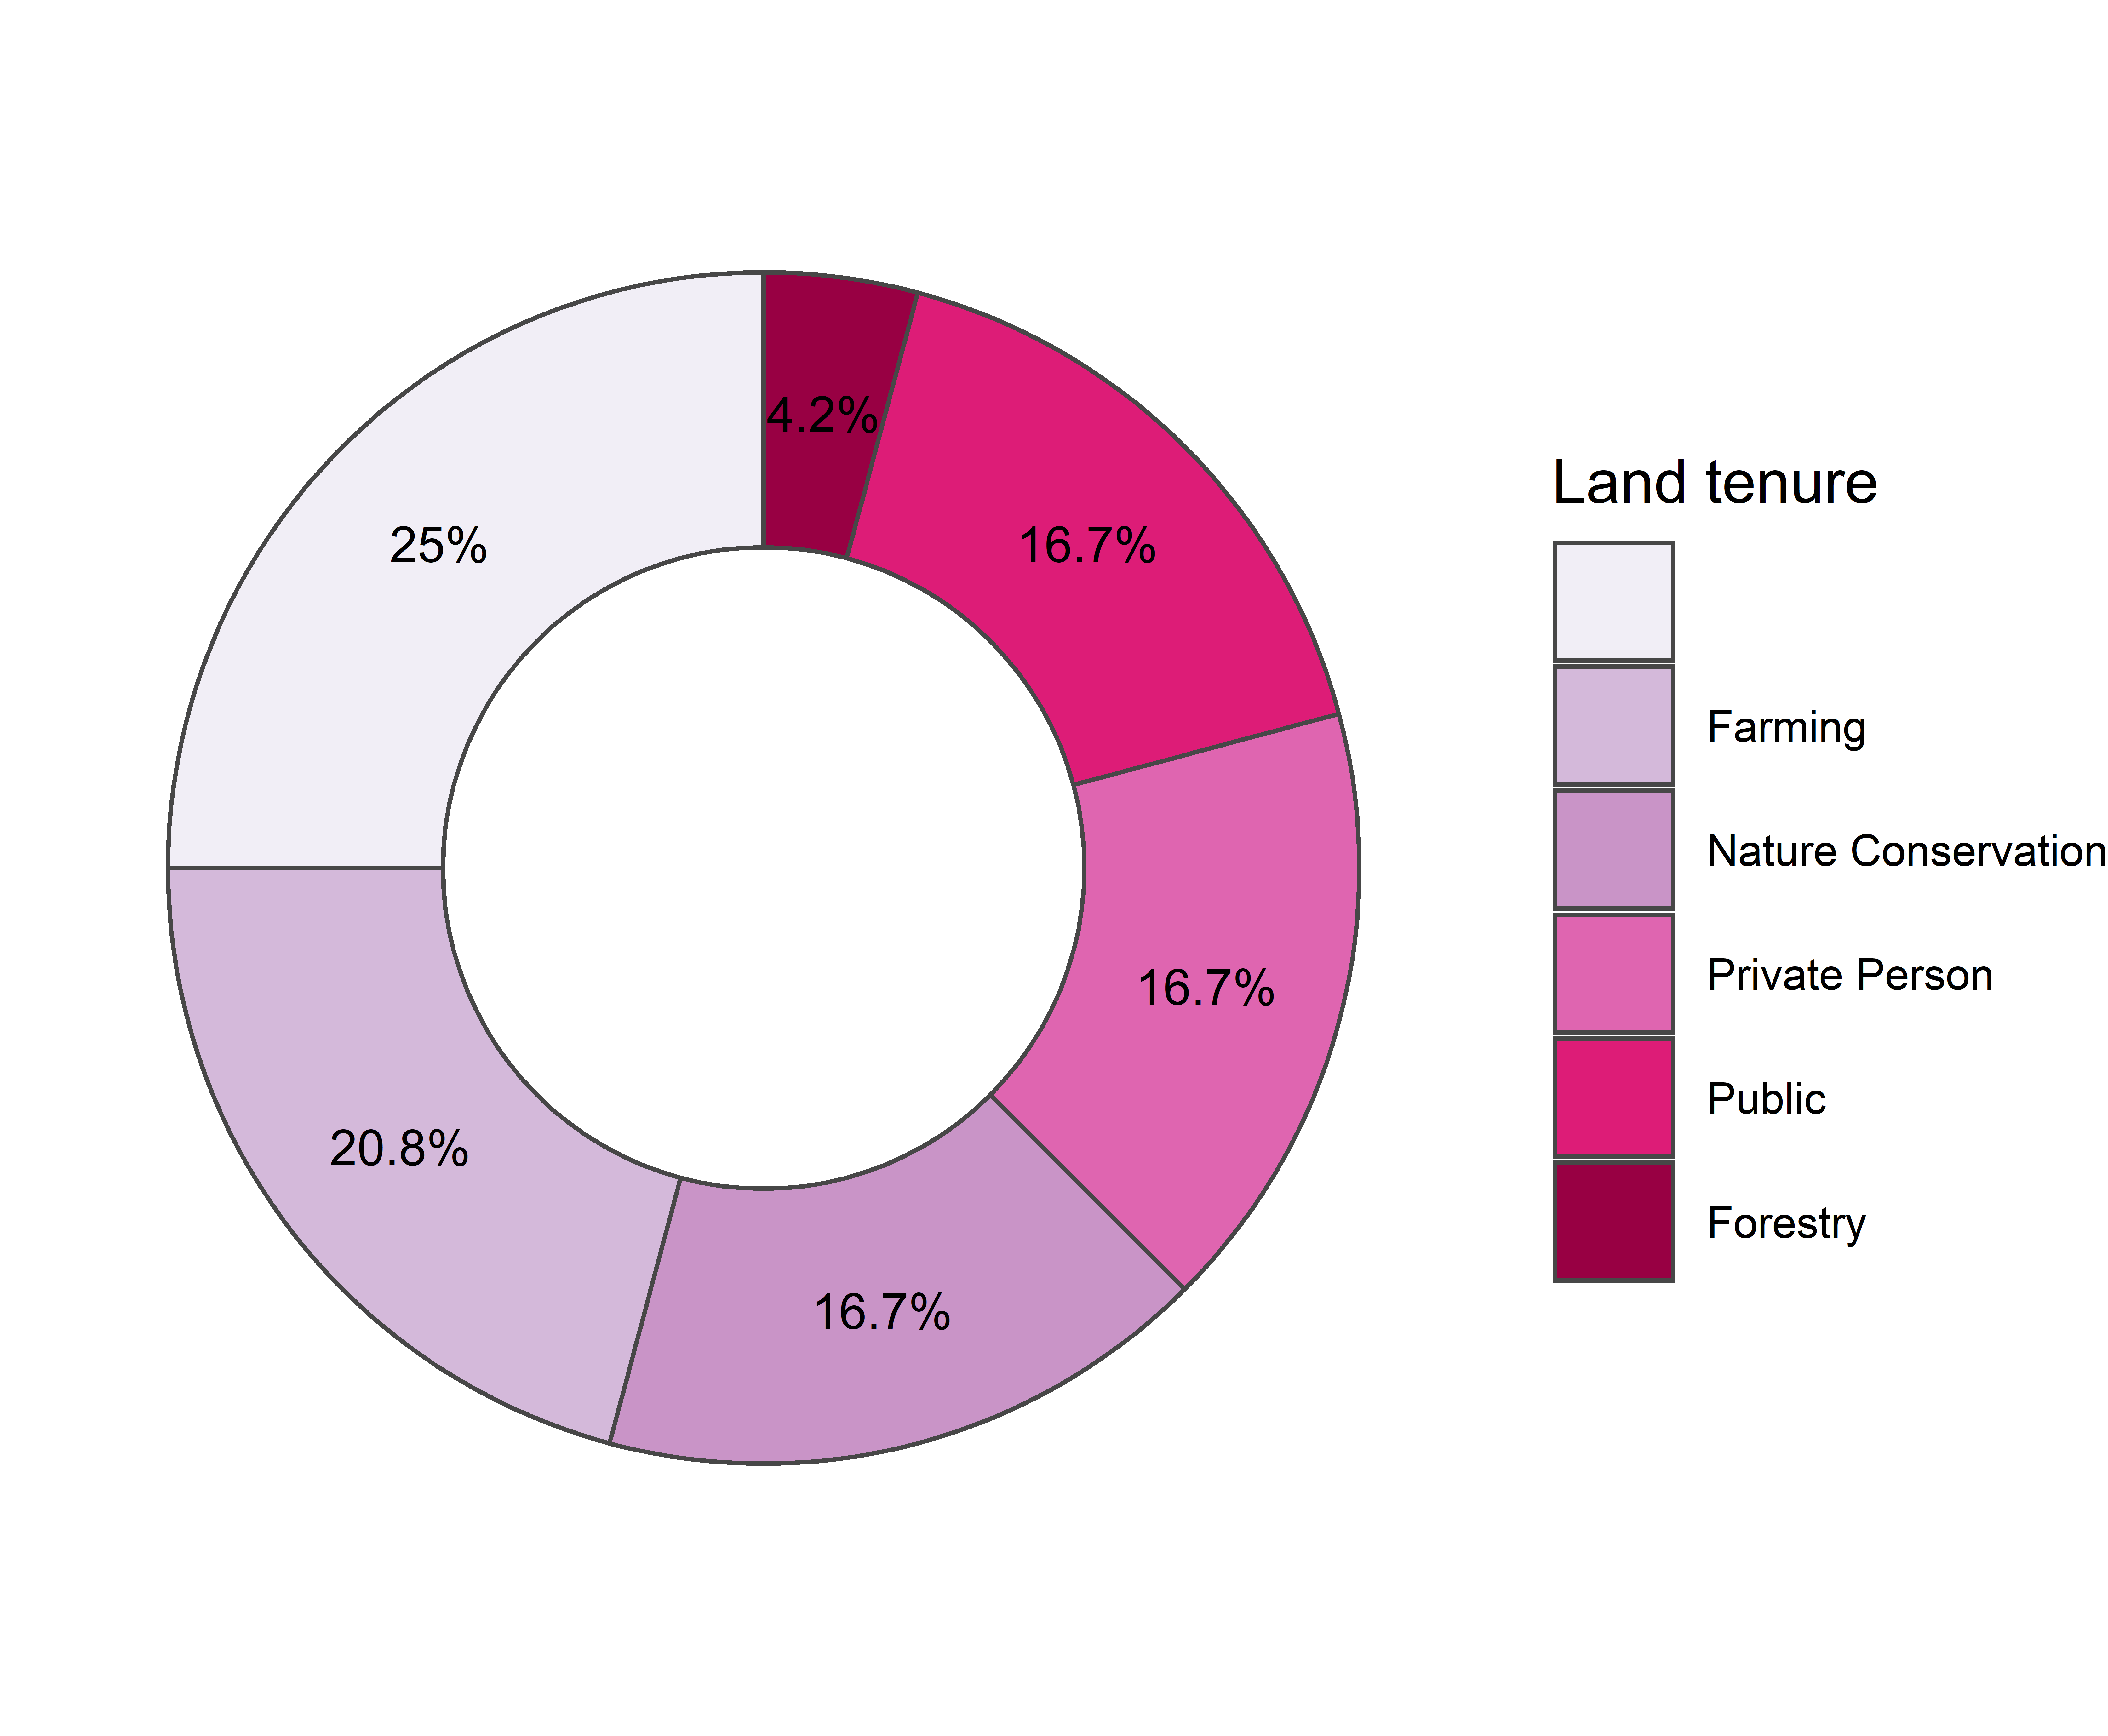 4.2%
16.7%
25%
16.7%
20.8%
16.7%
Land tenure
Farming
Nature Conservation
Private Person
Public
Forestry